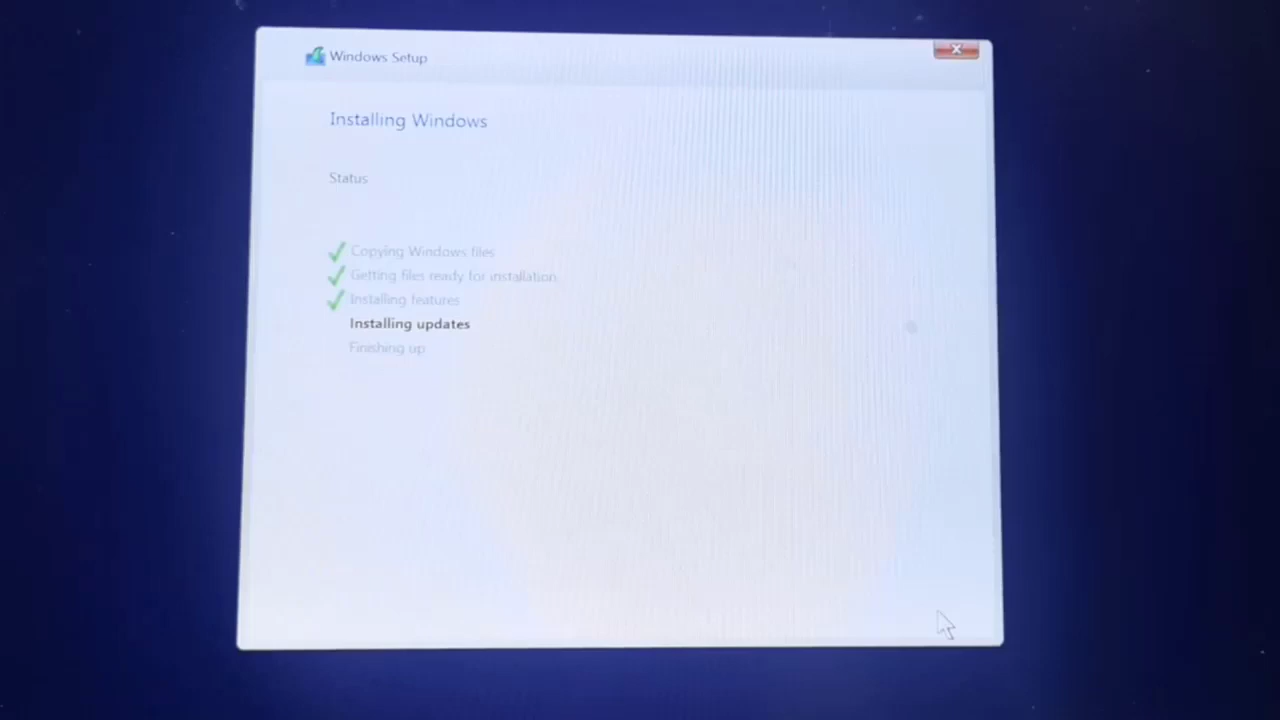 Windows Setup
Installing Windows
Status
Copying Windows files
Getting files ready for installation
Installing features
Installing updates
Finishing up